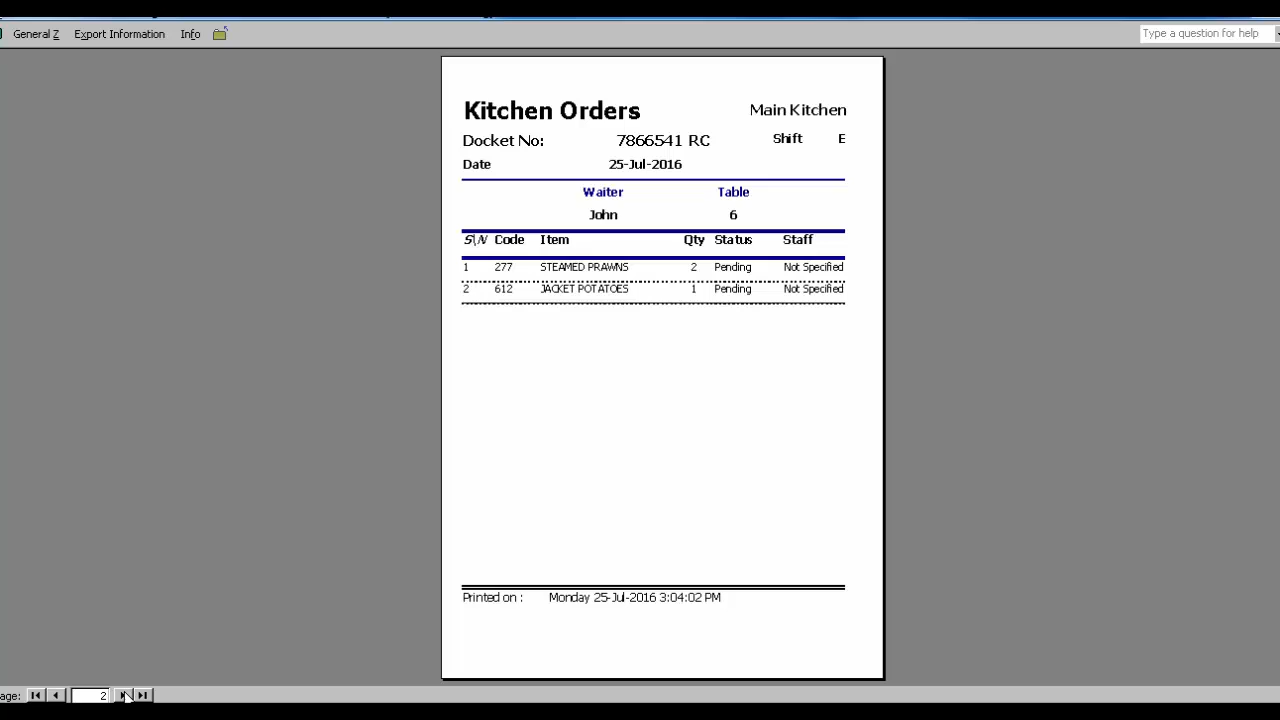 General Z Export Information Info Type a question for help
Kitchen Orders Main Kitchen
Docket No: 7866541 RC Shift E
Date 25-Jul-2016
Waiter Table
John 6
S\N Code Item Qty Status Staff
1 277 STEAMED PRAWNS 2 Pending Not Specified
2 612 JACKET POTATOES 1 Pending Not Specified
Printed on : Monday 25-Jul-2016 3:04:02 PM
age: 2